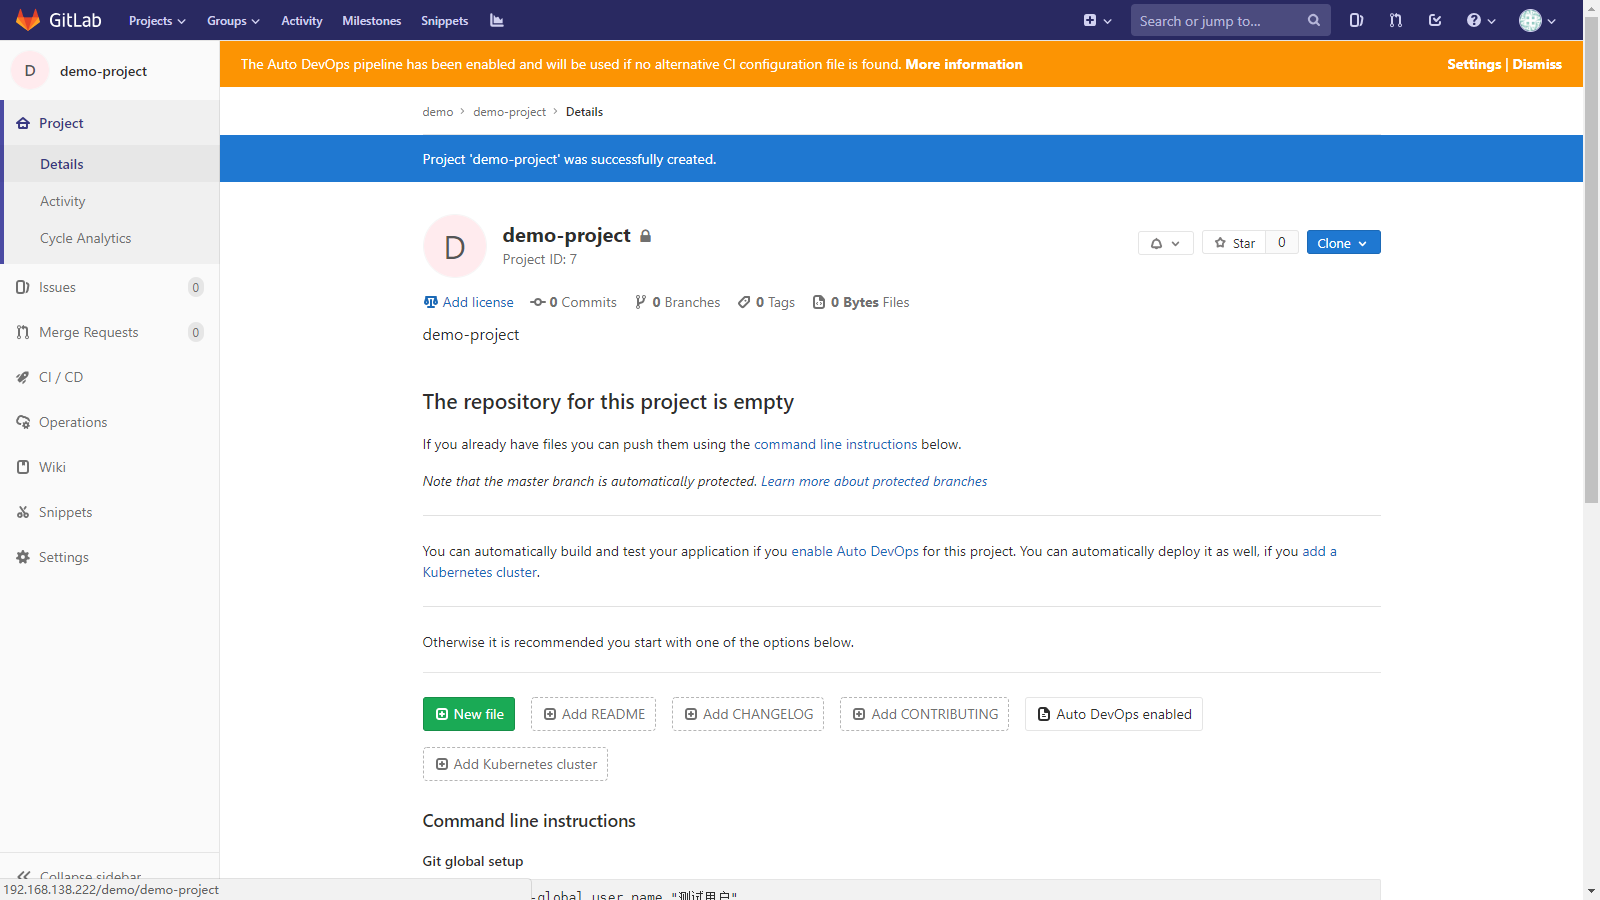 GitLab
Projects
Groups
Activity
Milestones
Snippets
Search or jump to...
D
demo-project
Project
Details
Activity
Cycle Analytics
Issues
0
Merge Requests
0
CI / CD
Operations
Wiki
Snippets
Settings
Collapse sidebar
192.168.138.222/demo/demo-project
The Auto DevOps pipeline has been enabled and will be used if no alternative CI configuration file is found. More information
Settings | Dismiss
demo > demo-project > Details
Project 'demo-project' was successfully created.
D
demo-project
Project ID: 7
Star 0
Clone
Add license
0 Commits
0 Branches
0 Tags
0 Bytes Files
demo-project
The repository for this project is empty
If you already have files you can push them using the command line instructions below.
Note that the master branch is automatically protected. Learn more about protected branches
You can automatically build and test your application if you enable Auto DevOps for this project. You can automatically deploy it as well, if you add a
Kubernetes cluster.
Otherwise it is recommended you start with one of the options below.
New file
Add README
Add CHANGELOG
Add CONTRIBUTING
Auto DevOps enabled
Add Kubernetes cluster
Command line instructions
Git global setup
-global user.name "测试用户"